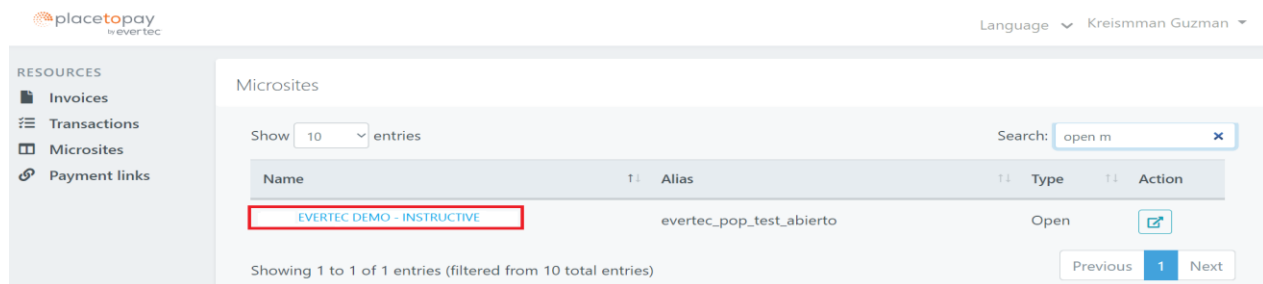 placetopay
by evertec
Language Kreismman Guzman
RESOURCES
Invoices
Transactions
Microsites
Payment links
Microsites
Show 10 entries
Search: open m
Name Alias Type Action
EVERTEC DEMO - INSTRUCTIVE evertec_pop_test_abierto Open
Showing 1 to 1 of 1 entries (filtered from 10 total entries)
Previous 1 Next